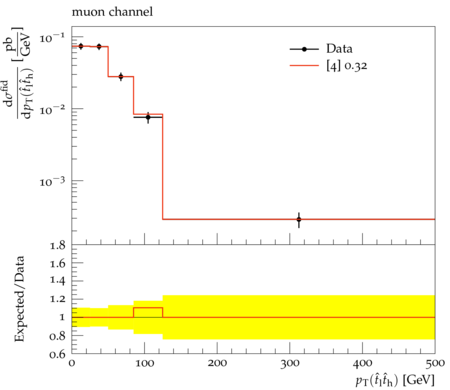 muon channel
dσ^fid / dp_T(t̂_l t̂_h) [pb / GeV]
10⁻¹
10⁻²
10⁻³
Data
[4] 0.32
Expected/Data
1.8
1.6
1.4
1.2
1
0.8
0.6
0 100 200 300 400 500
p_T(t̂_l t̂_h) [GeV]